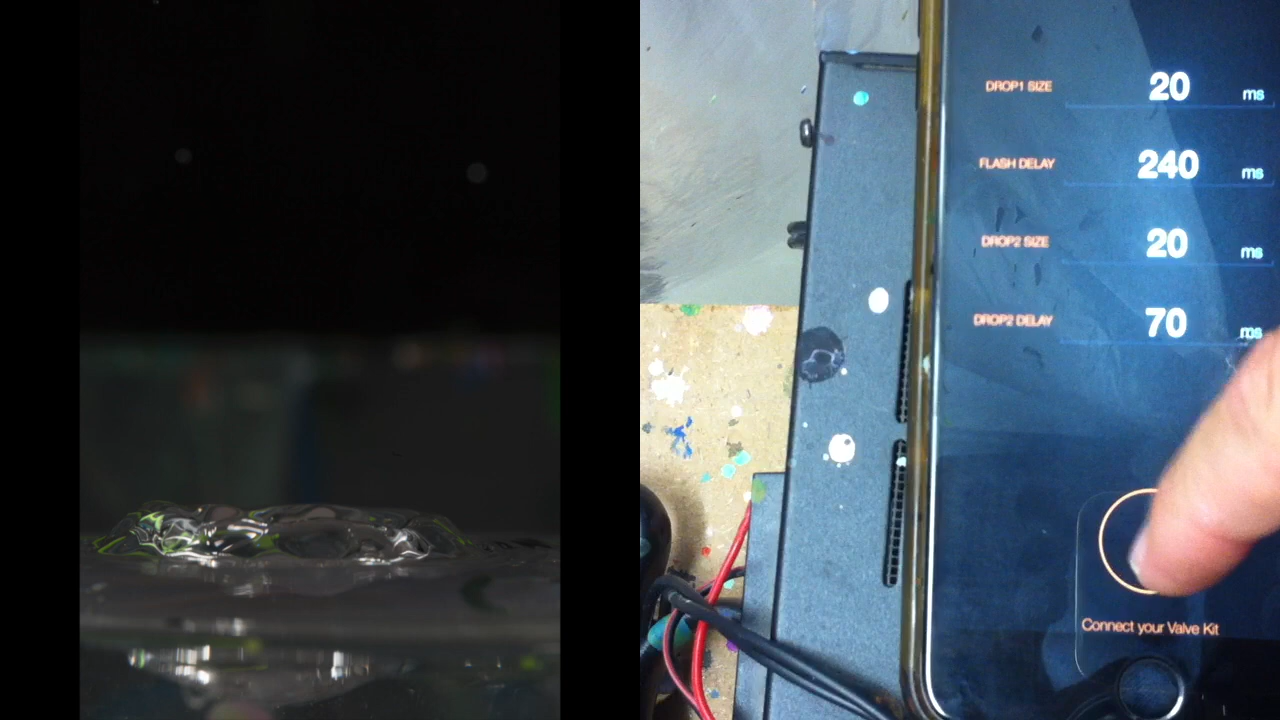 DROP1 SIZE 20 ms
FLASH DELAY 240 ms
DROP2 SIZE 20 ms
DROP2 DELAY 70 ms
Connect your Valve Kit